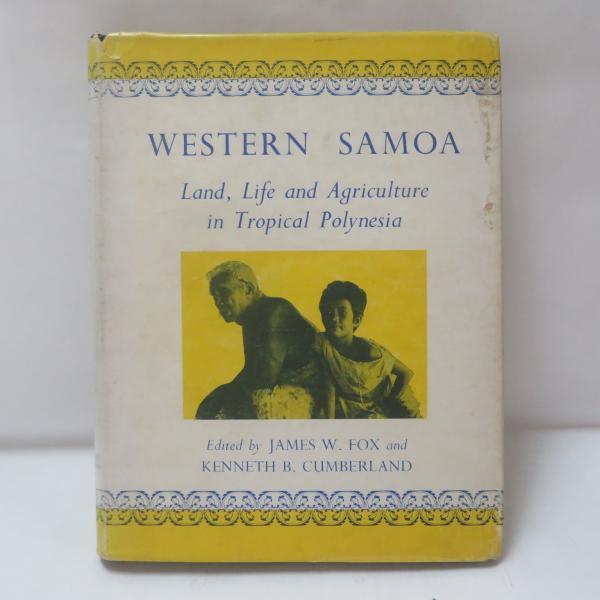 WESTERN SAMOA
Land, Life and Agriculture
in Tropical Polynesia
Edited by JAMES W. FOX and
KENNETH B. CUMBERLAND